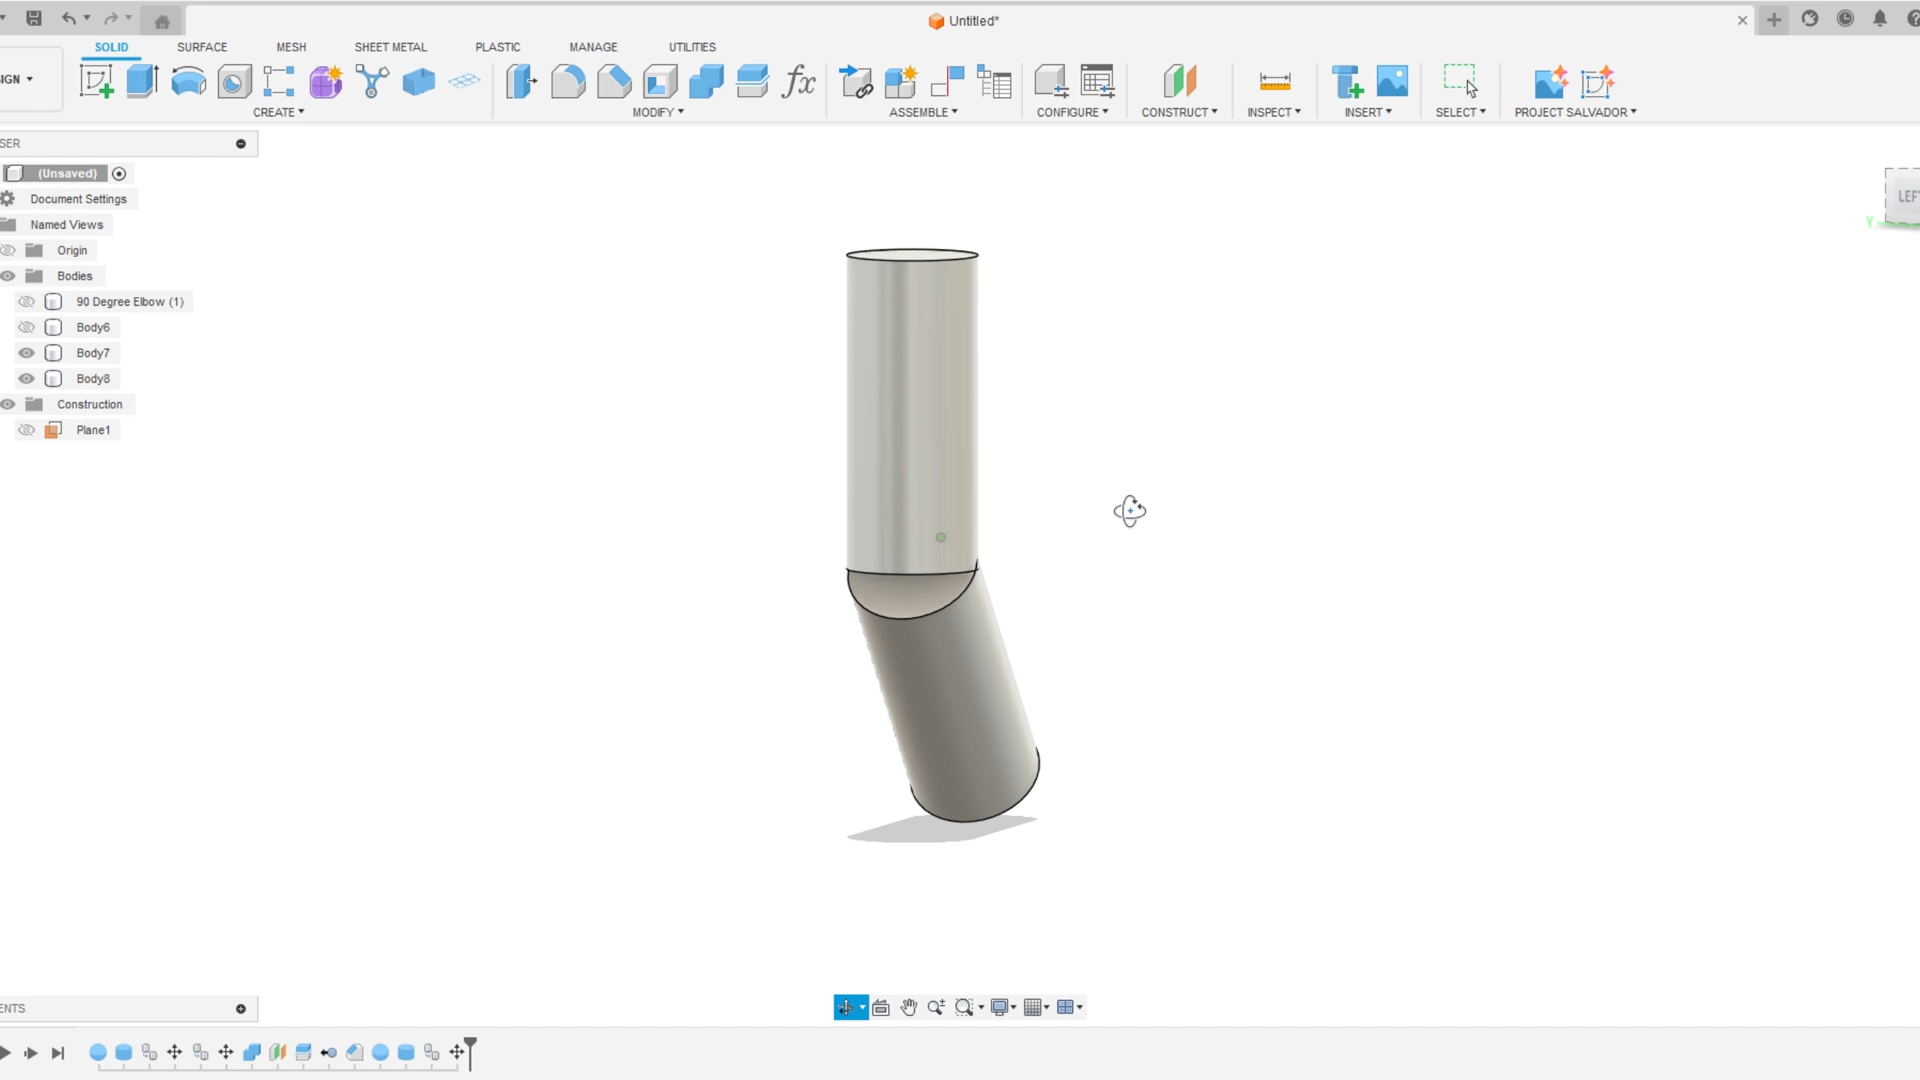 Untitled*
SOLID SURFACE MESH SHEET METAL PLASTIC MANAGE UTILITIES
IGN
fx
CREATE MODIFY ASSEMBLE CONFIGURE CONSTRUCT INSPECT INSERT SELECT PROJECT SALVADOR
SER
(Unsaved)
Document Settings
Named Views
Origin
Bodies
90 Degree Elbow (1)
Body6
Body7
Body8
Construction
Plane1
LEFT
Y
ENTS